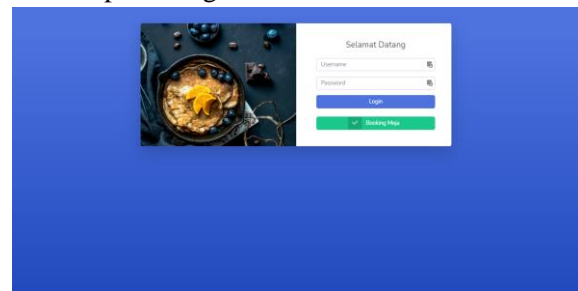 Selamat Datang
Username
Password
Login
Booking Meja